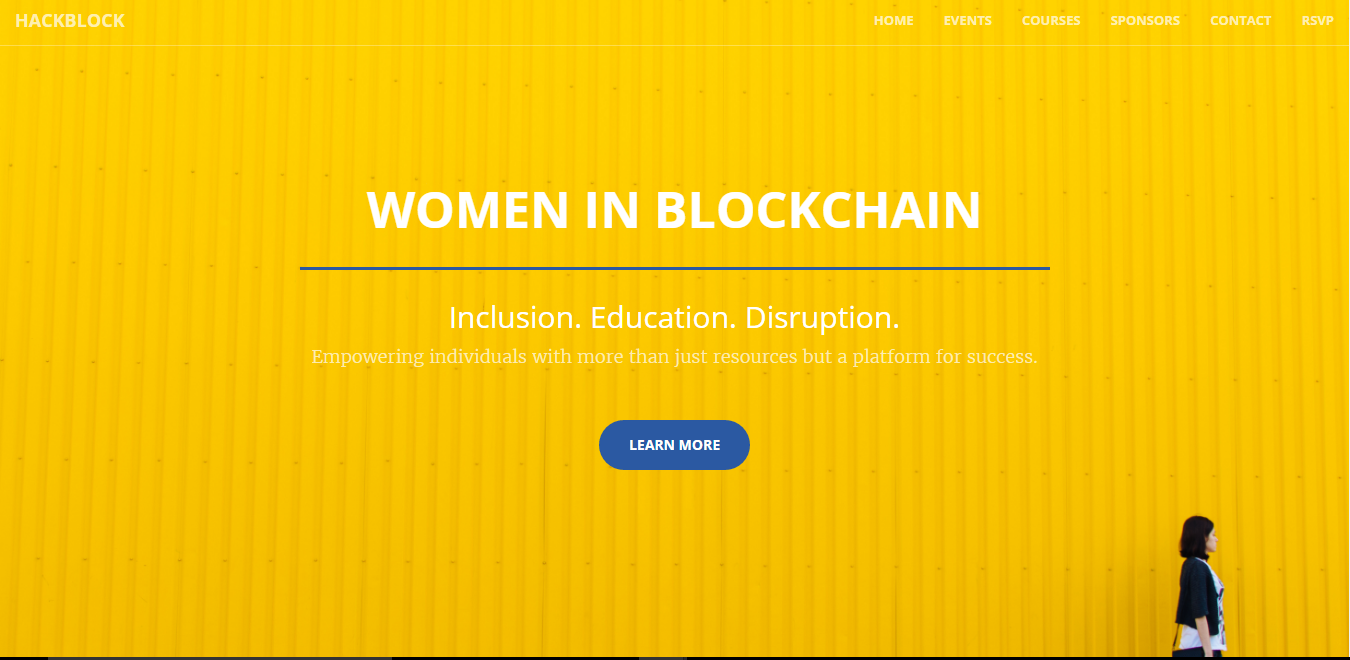 HACKBLOCK
HOME EVENTS COURSES SPONSORS CONTACT RSVP
WOMEN IN BLOCKCHAIN
Inclusion. Education. Disruption.
Empowering individuals with more than just resources but a platform for success.
LEARN MORE